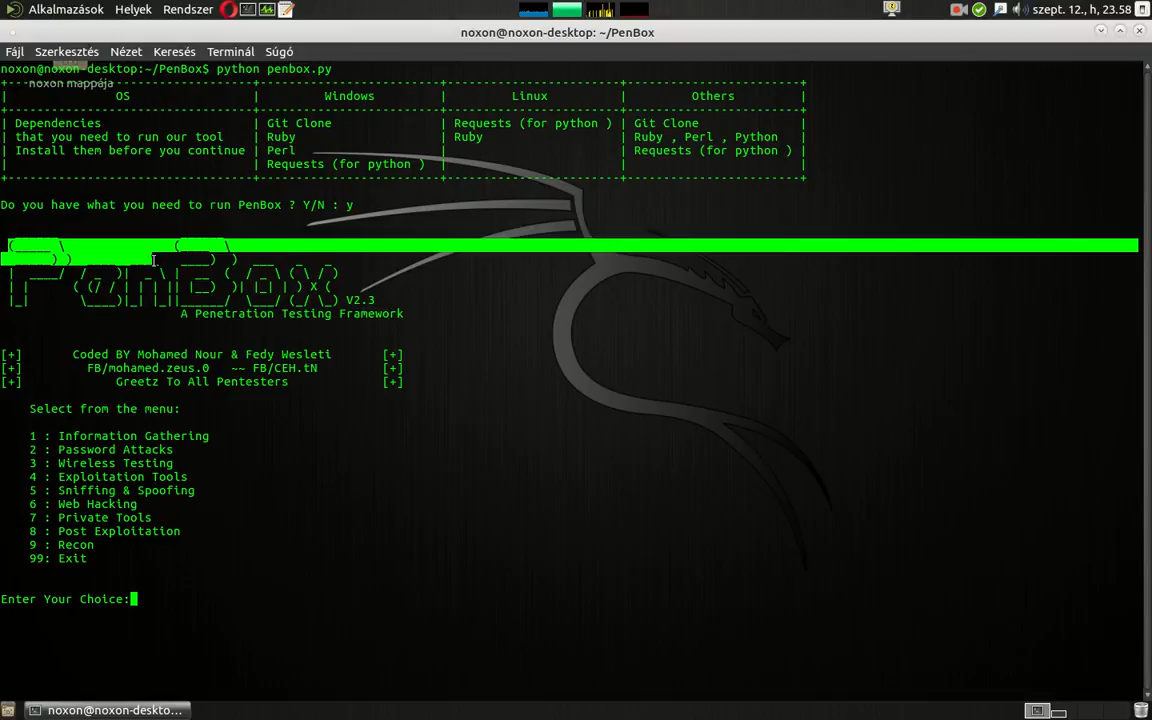 Alkalmazások Helyek Rendszer szept. 12., h, 23.58
noxon@noxon-desktop: ~/PenBox
Fájl Szerkesztés Nézet Keresés Terminál Súgó
noxon@noxon-desktop:~/PenBox$ python penbox.py
noxon mappája
OS Windows Linux Others
Dependencies Git Clone Requests (for python ) Git Clone
that you need to run our tool Ruby Ruby Ruby , Perl , Python
Install them before you continue Perl Requests (for python )
Requests (for python )
Do you have what you need to run PenBox ? Y/N : y
PenBox V2.3
A Penetration Testing Framework
[+] Coded BY Mohamed Nour & Fedy Wesleti [+]
[+] FB/mohamed.zeus.0 ~~ FB/CEH.tN [+]
[+] Greetz To All Pentesters [+]
Select from the menu:
1 : Information Gathering
2 : Password Attacks
3 : Wireless Testing
4 : Exploitation Tools
5 : Sniffing & Spoofing
6 : Web Hacking
7 : Private Tools
8 : Post Exploitation
9 : Recon
99: Exit
Enter Your Choice:
noxon@noxon-deskto...